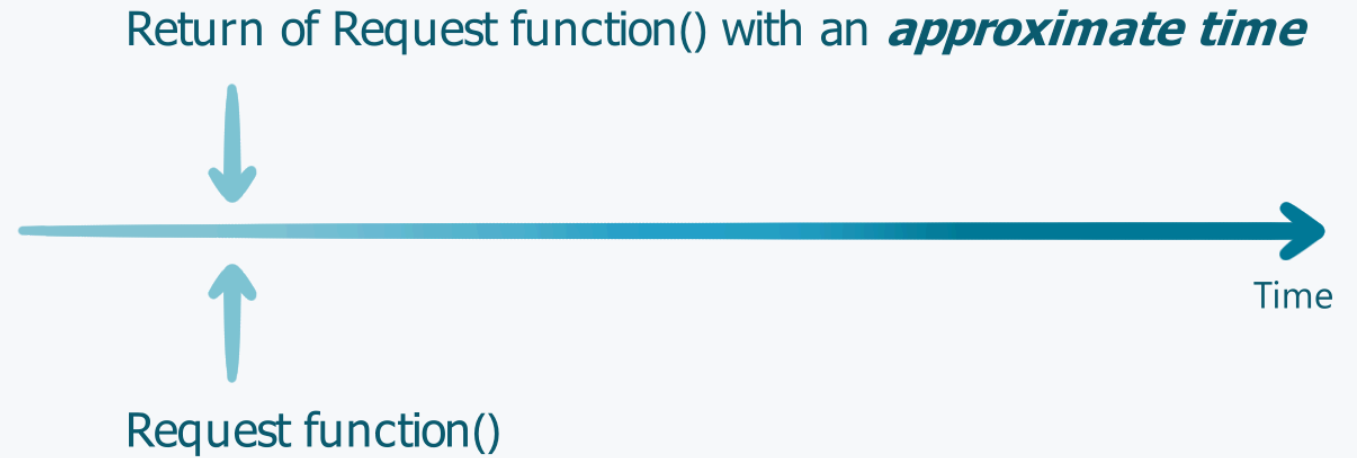 Return of Request function() with an approximate time
Time
Request function()